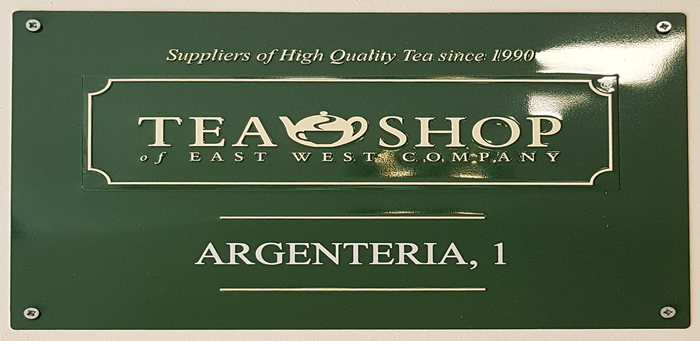 Suppliers of High Quality Tea since 1990
TEA SHOP
of EAST WEST COMPANY
ARGENTERIA, 1